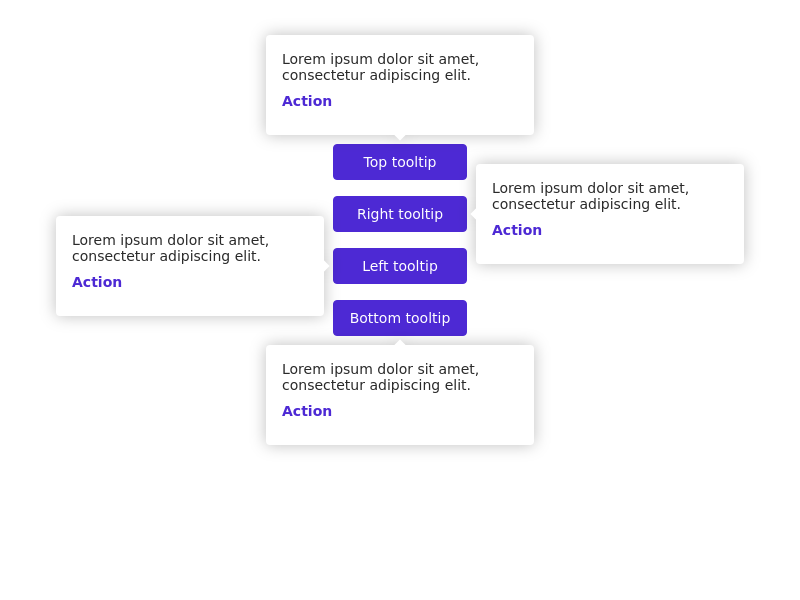 Lorem ipsum dolor sit amet,
consectetur adipiscing elit.
Action
Top tooltip
Lorem ipsum dolor sit amet,
consectetur adipiscing elit.
Action
Right tooltip
Lorem ipsum dolor sit amet,
consectetur adipiscing elit.
Action
Left tooltip
Bottom tooltip
Lorem ipsum dolor sit amet,
consectetur adipiscing elit.
Action